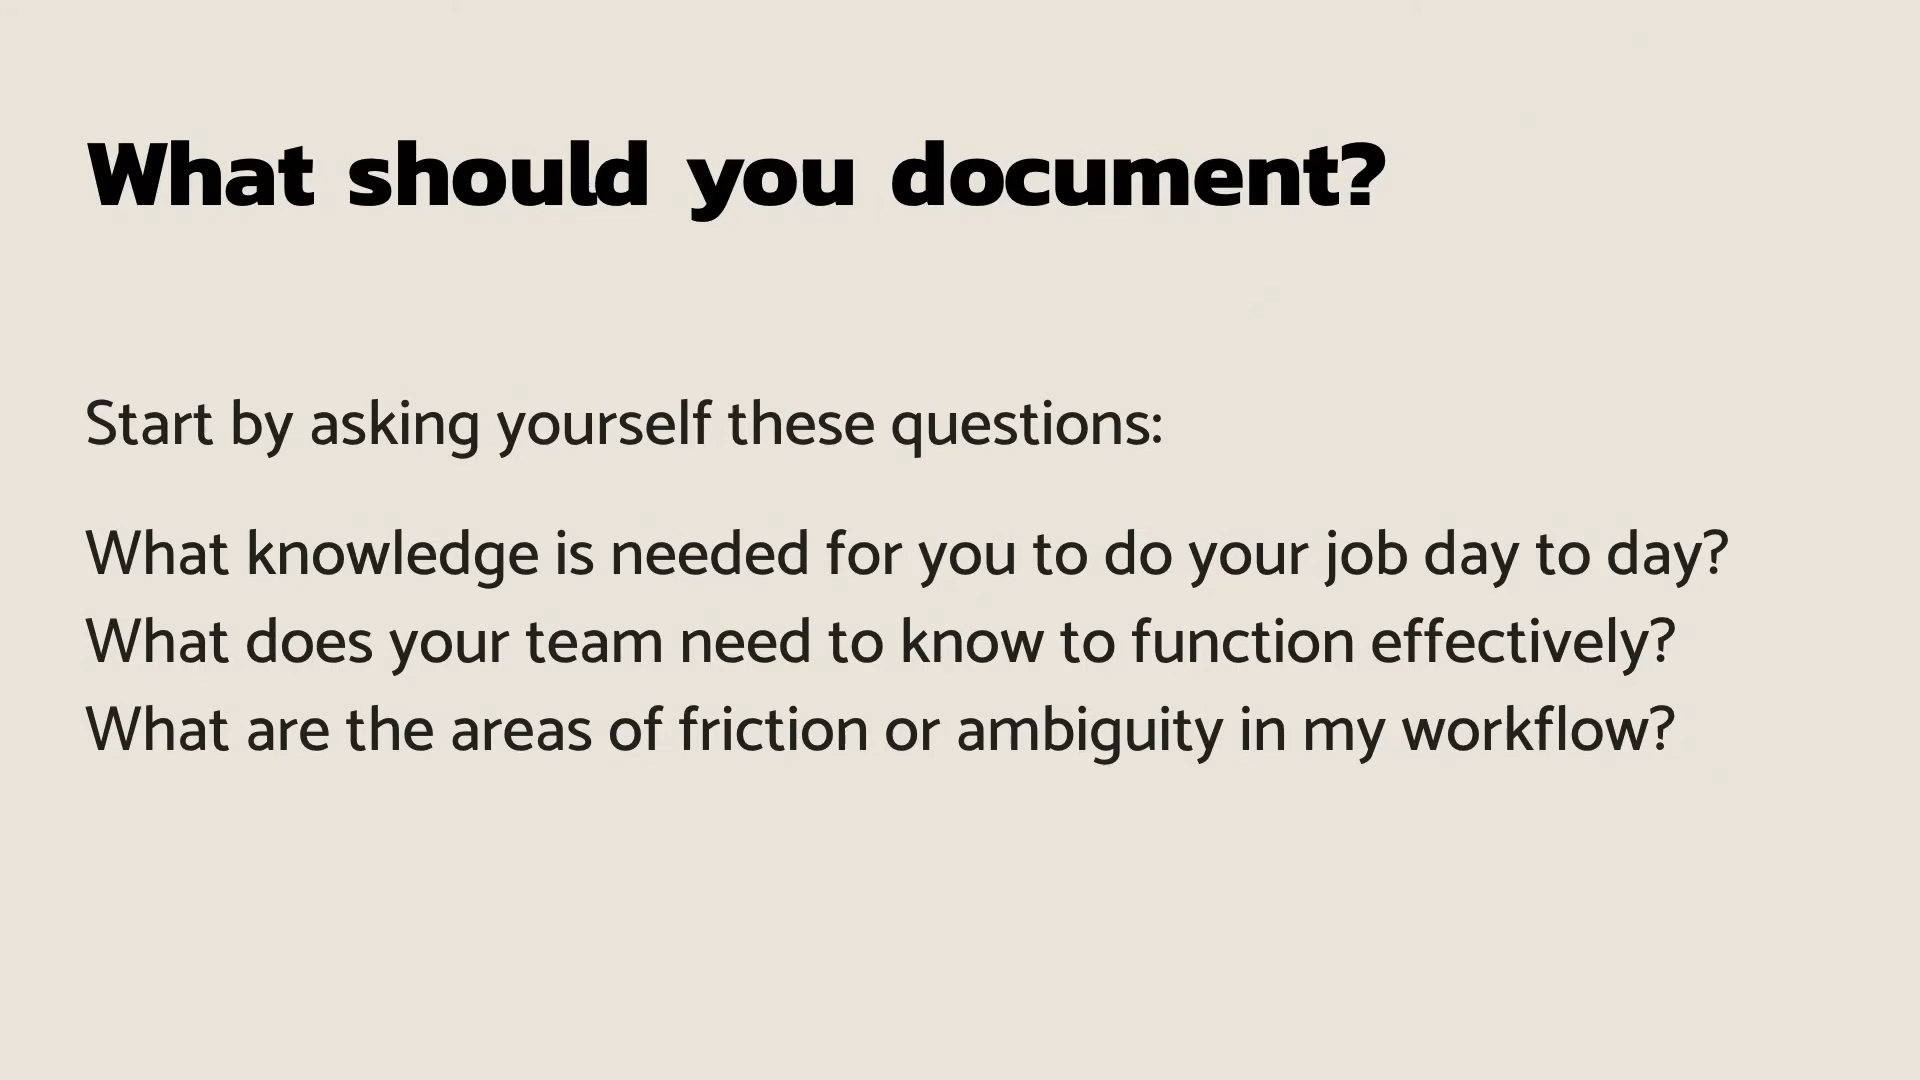 What should you document?
Start by asking yourself these questions:
What knowledge is needed for you to do your job day to day?
What does your team need to know to function effectively?
What are the areas of friction or ambiguity in my workflow?